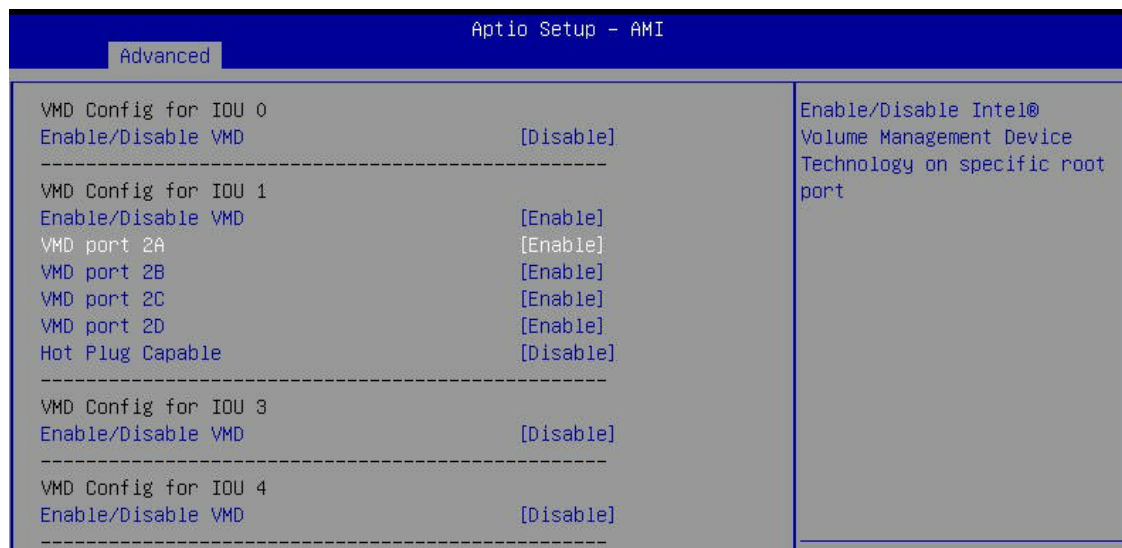 Aptio Setup – AMI
Advanced
VMD Config for IOU 0
Enable/Disable VMD [Disable]
--------------------------------------------------
VMD Config for IOU 1
Enable/Disable VMD [Enable]
VMD port 2A [Enable]
VMD port 2B [Enable]
VMD port 2C [Enable]
VMD port 2D [Enable]
Hot Plug Capable [Disable]
--------------------------------------------------
VMD Config for IOU 3
Enable/Disable VMD [Disable]
--------------------------------------------------
VMD Config for IOU 4
Enable/Disable VMD [Disable]
--------------------------------------------------
Enable/Disable Intel®
Volume Management Device
Technology on specific root
port